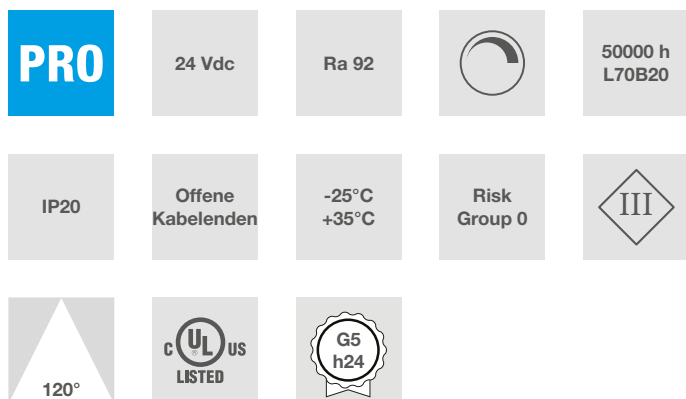 PRO
24 Vdc
Ra 92
50000 h
L70B20
IP20
Offene
Kabelenden
-25°C
+35°C
Risk
Group 0
III
120°
C UL US
®
LISTED
G5
h24